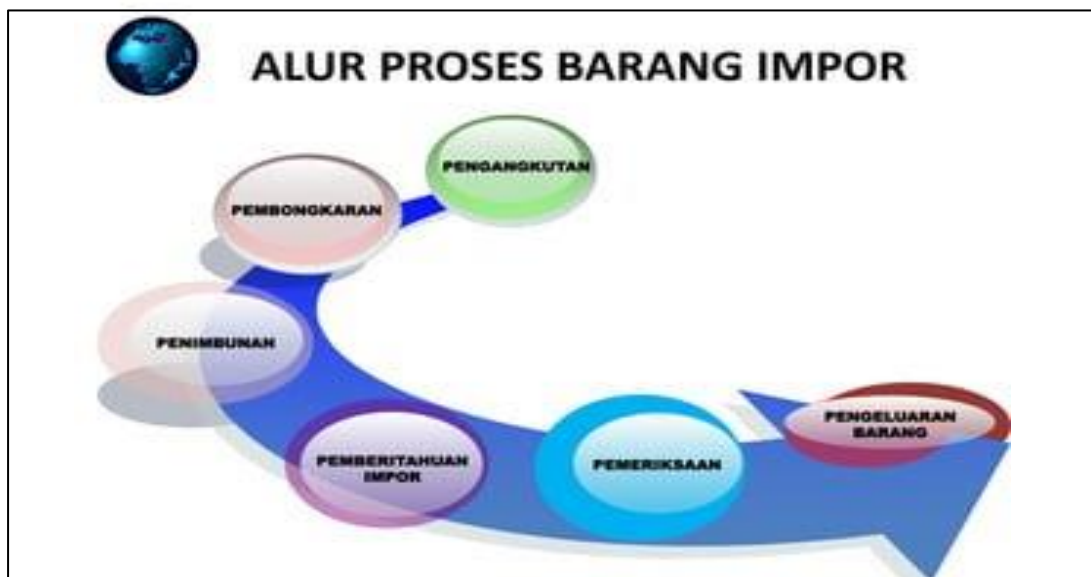 ALUR PROSES BARANG IMPOR
PENGANGKUTAN
PEMBONGKARAN
PENIMBUNAN
PEMBERITAHUAN
IMPOR
PEMERIKSAAN
PENGELUARAN
BARANG